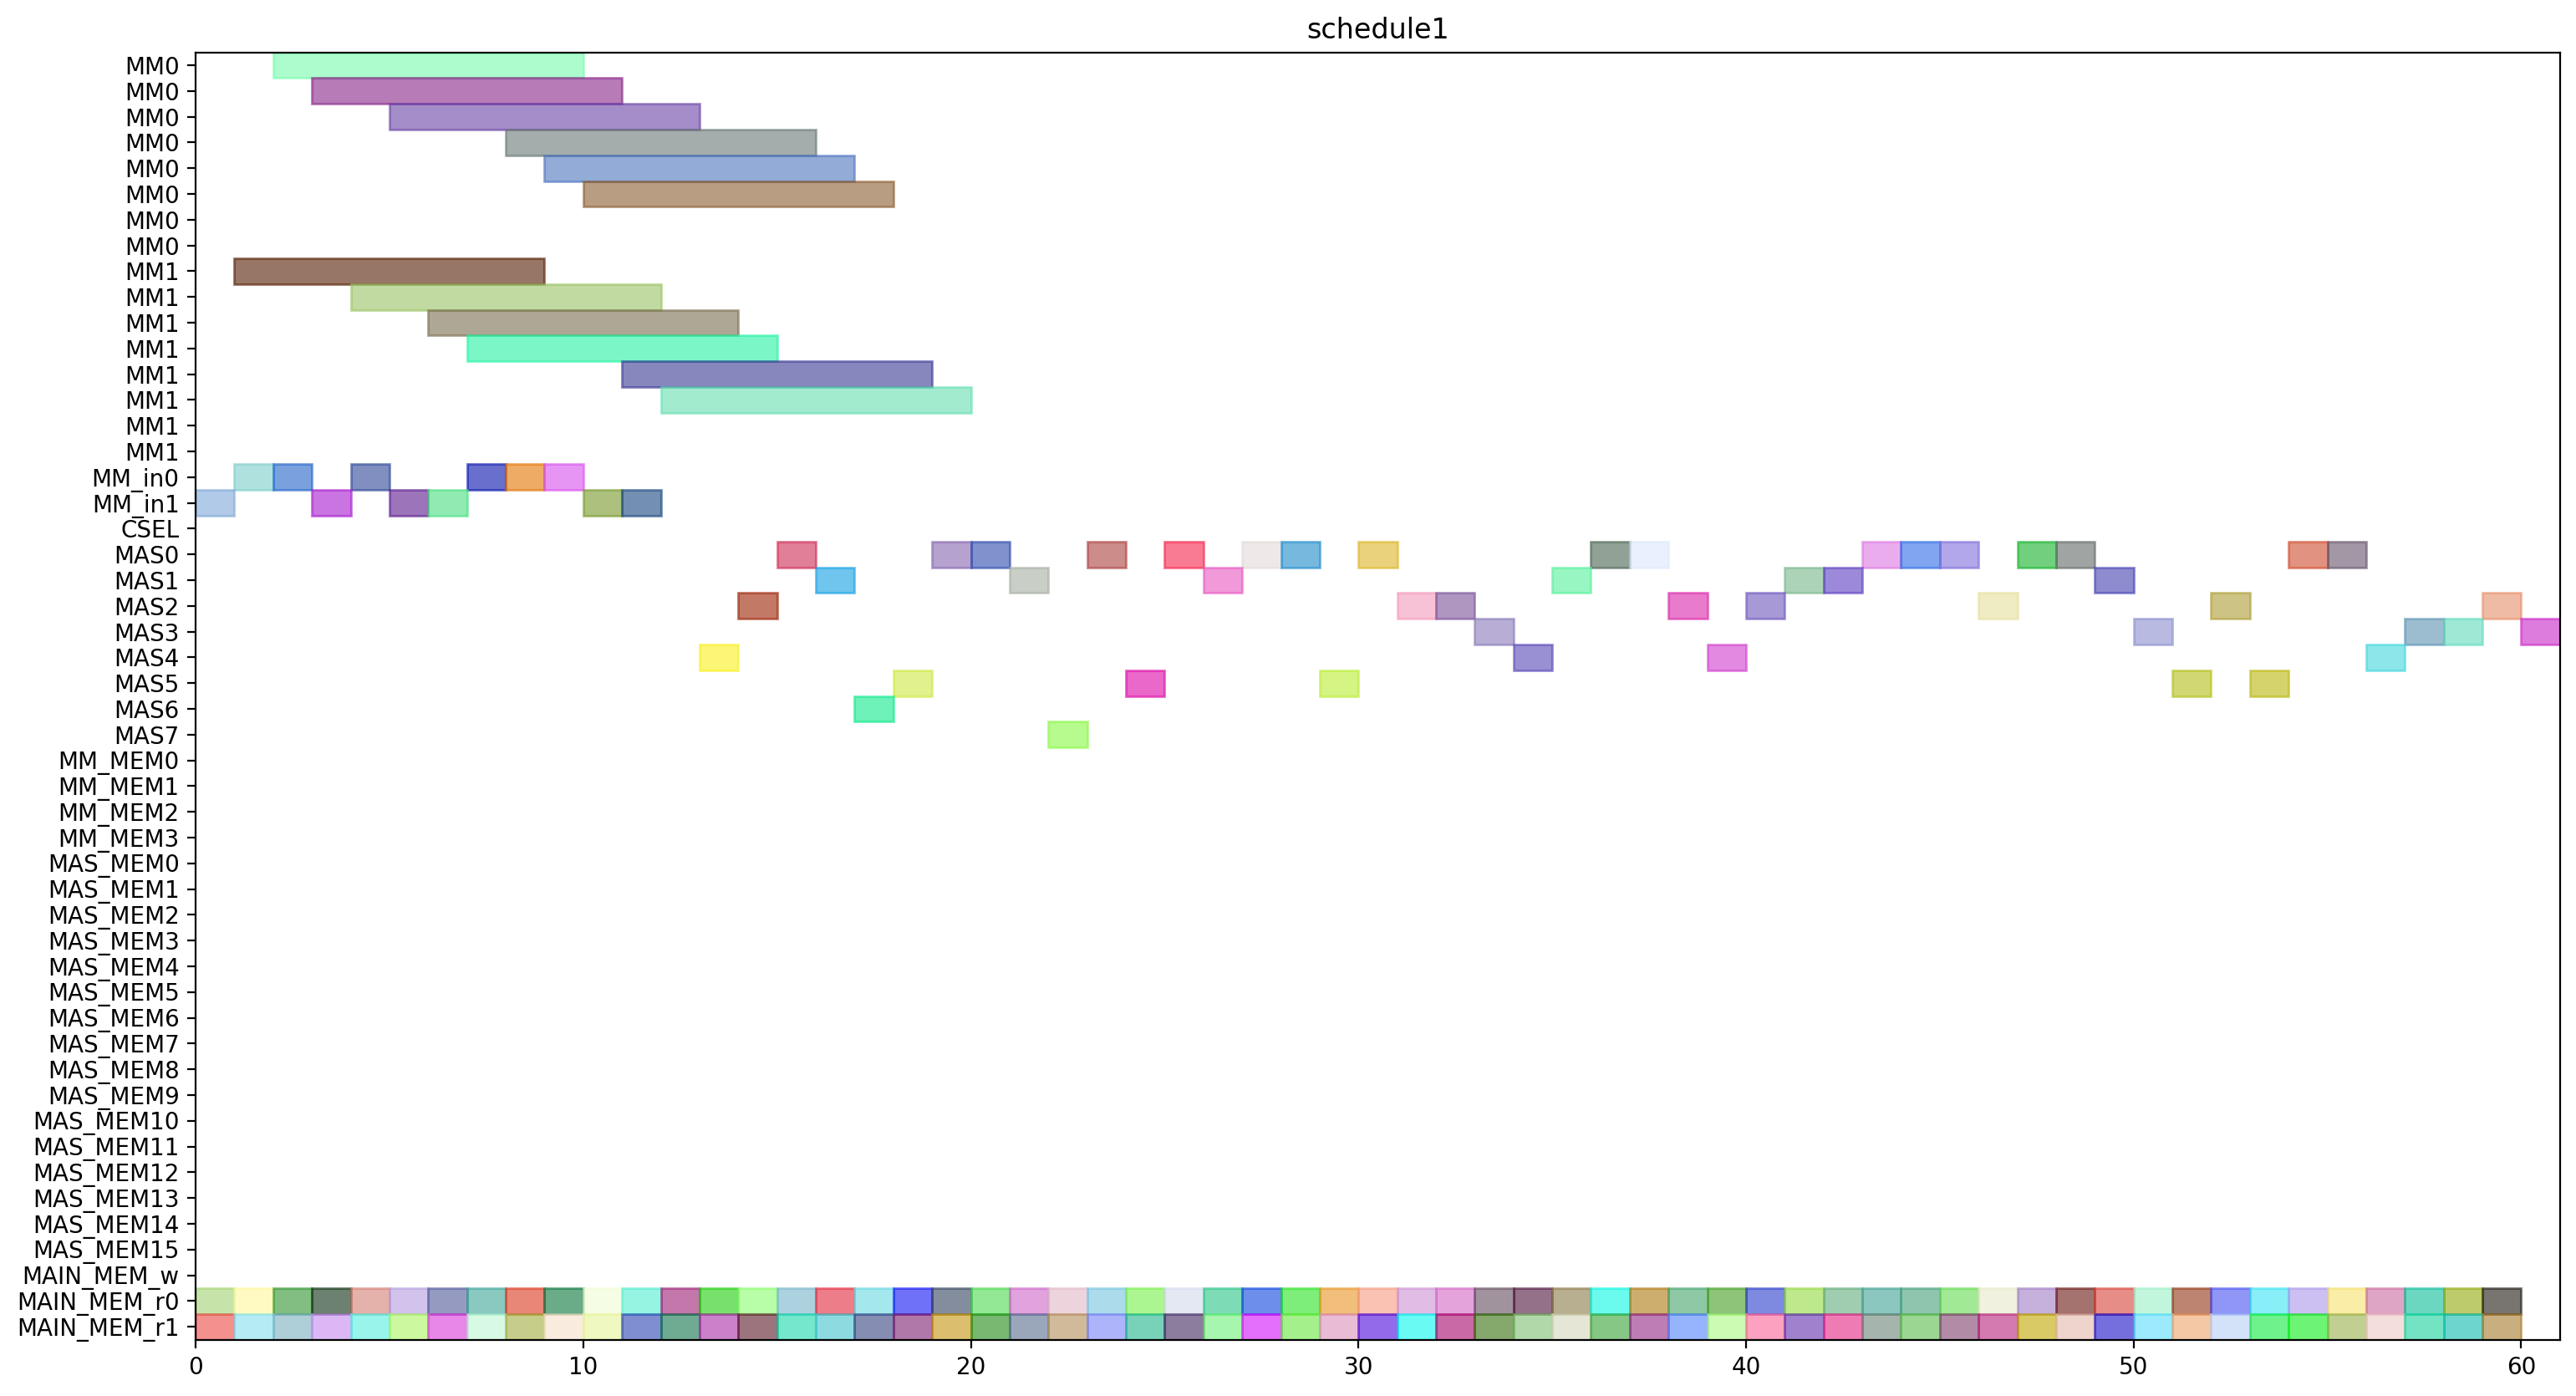 schedule1
MM0
MM0
MM0
MM0
MM0
MM0
MM0
MM0
MM1
MM1
MM1
MM1
MM1
MM1
MM1
MM1
MM_in0
MM_in1
CSEL
MAS0
MAS1
MAS2
MAS3
MAS4
MAS5
MAS6
MAS7
MM_MEM0
MM_MEM1
MM_MEM2
MM_MEM3
MAS_MEM0
MAS_MEM1
MAS_MEM2
MAS_MEM3
MAS_MEM4
MAS_MEM5
MAS_MEM6
MAS_MEM7
MAS_MEM8
MAS_MEM9
MAS_MEM10
MAS_MEM11
MAS_MEM12
MAS_MEM13
MAS_MEM14
MAS_MEM15
MAIN_MEM_w
MAIN_MEM_r0
MAIN_MEM_r1
0 10 20 30 40 50 60